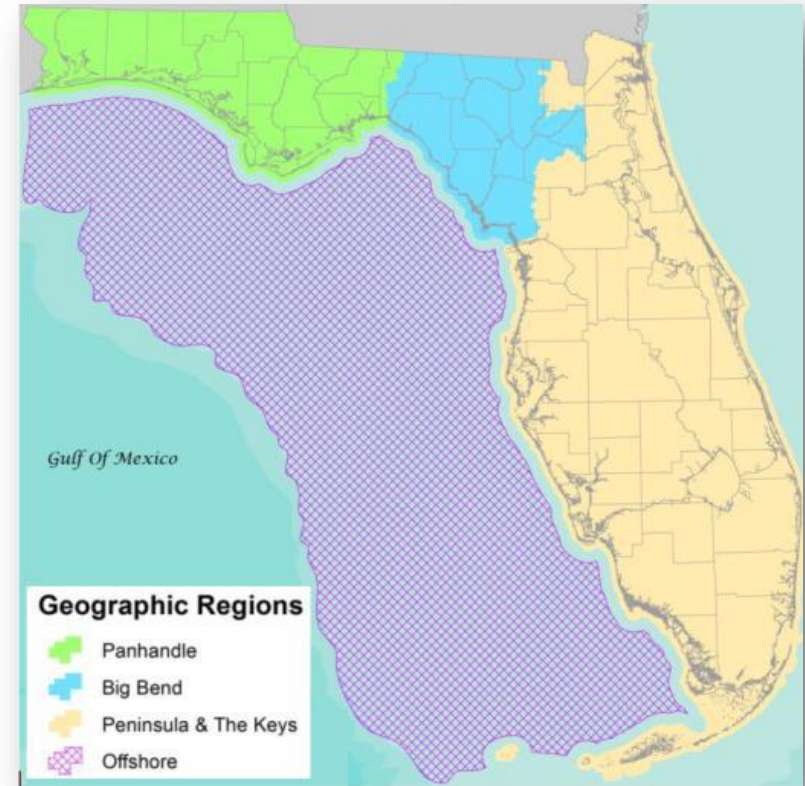 Gulf Of Mexico
Geographic Regions
Panhandle
Big Bend
Peninsula & The Keys
Offshore